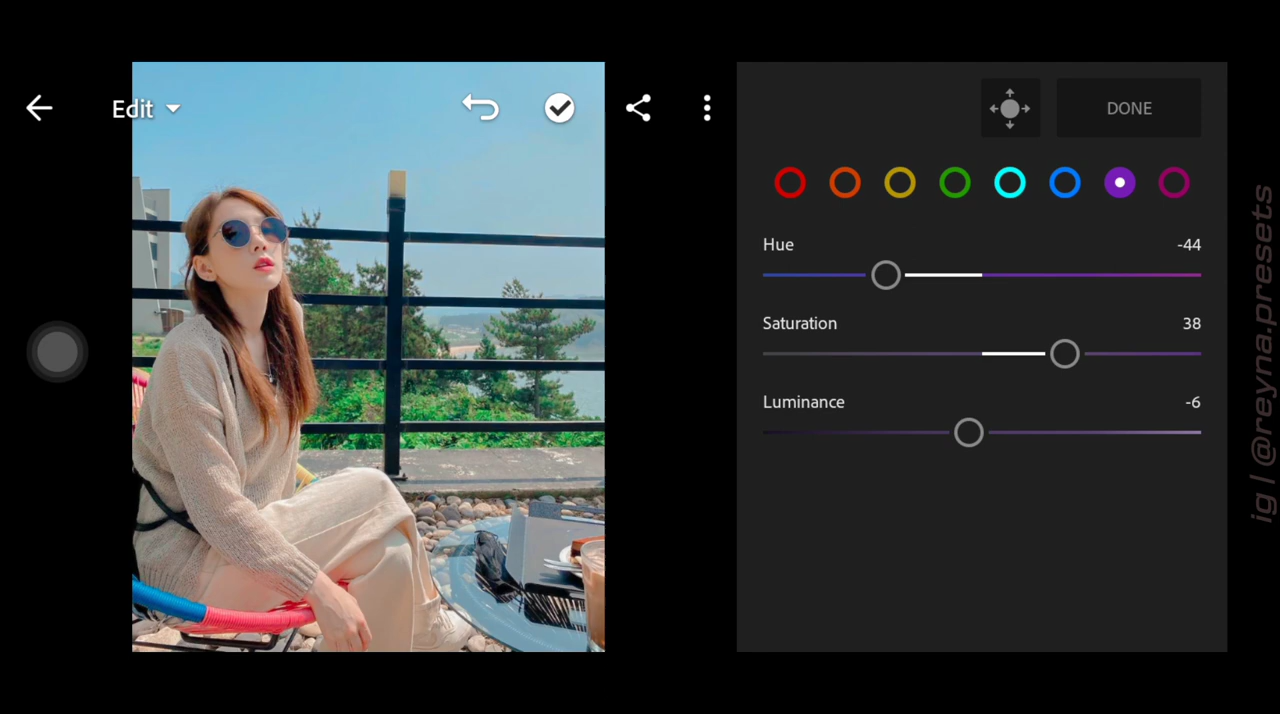 Edit
DONE
Hue -44
Saturation 38
Luminance -6
ig | @reyna.presets